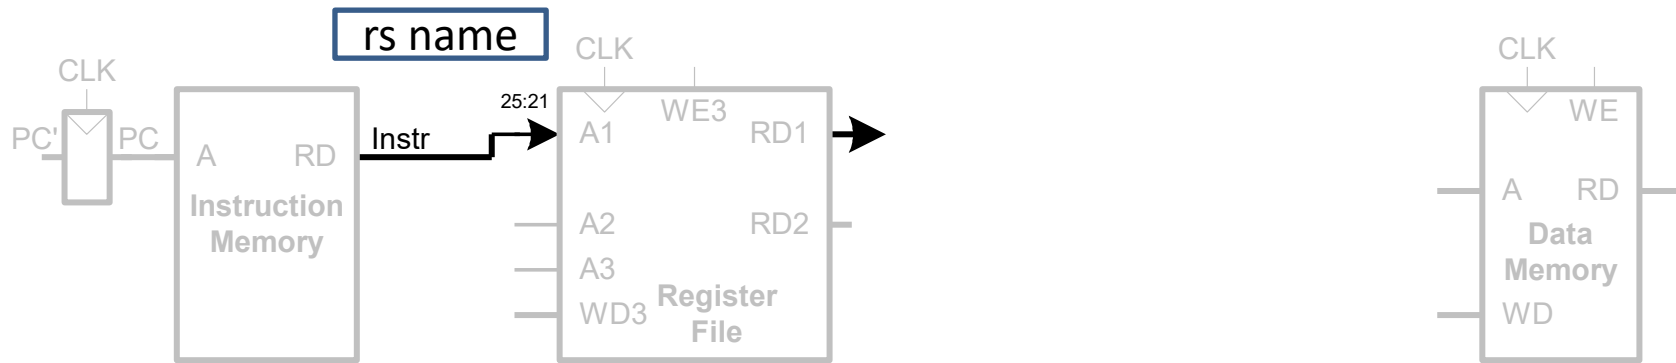 rs name
CLK
CLK
CLK
25:21
WE3
WE
PC'
PC
Instr
A1
RD1
A
RD
A
RD
Instruction
Memory
A2
RD2
Data
Memory
A3
Register
File
WD3
WD